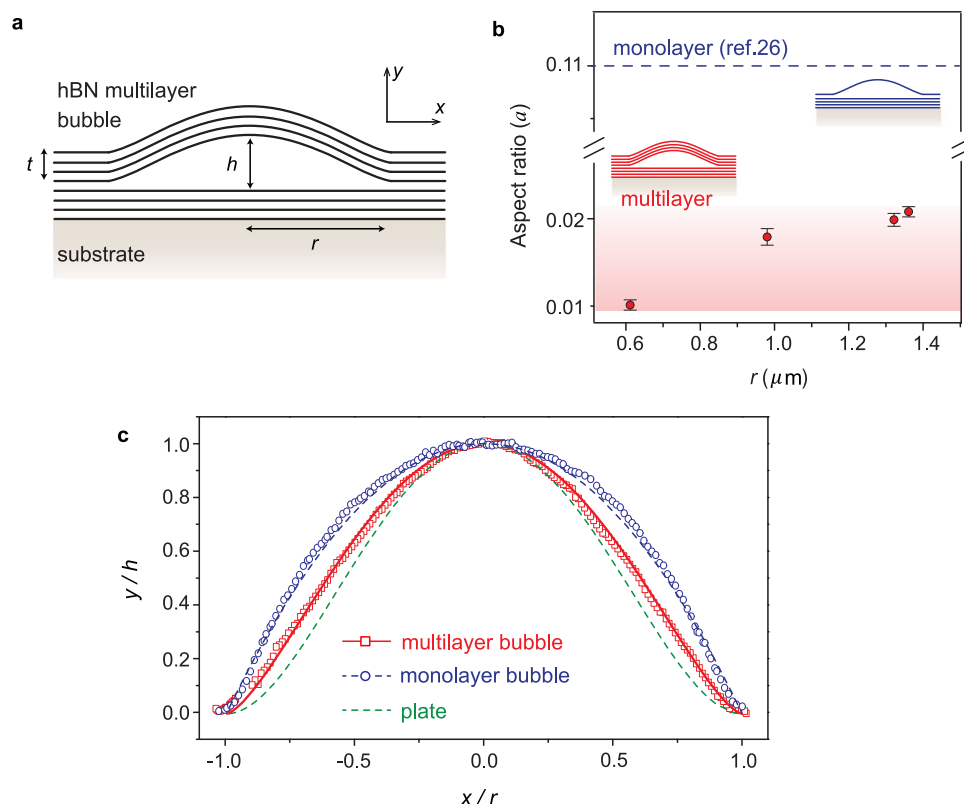 a
hBN multilayer
bubble
y
x
t
h
r
substrate
b
monolayer (ref.26)
0.11
Aspect ratio (a)
multilayer
0.02
0.01
0.6 0.8 1.0 1.2 1.4
r (μm)
c
1.0
0.8
0.6
0.4
0.2
0.0
y / h
multilayer bubble
monolayer bubble
plate
-1.0 -0.5 0.0 0.5 1.0
x / r